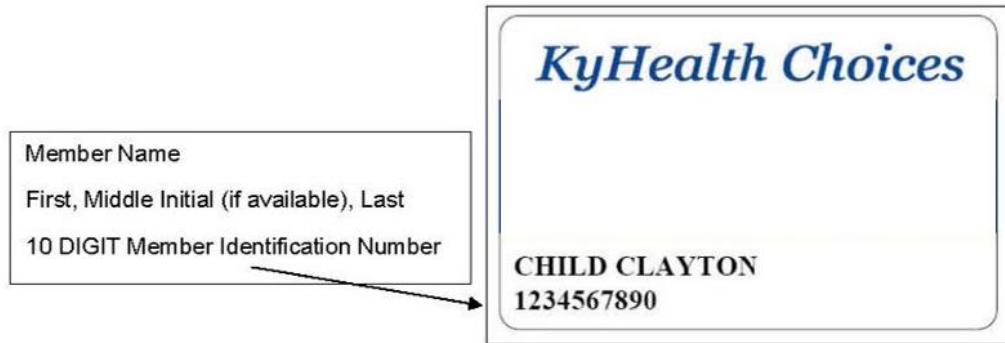 KyHealth Choices
Member Name
First, Middle Initial (if available), Last
10 DIGIT Member Identification Number
CHILD CLAYTON
1234567890